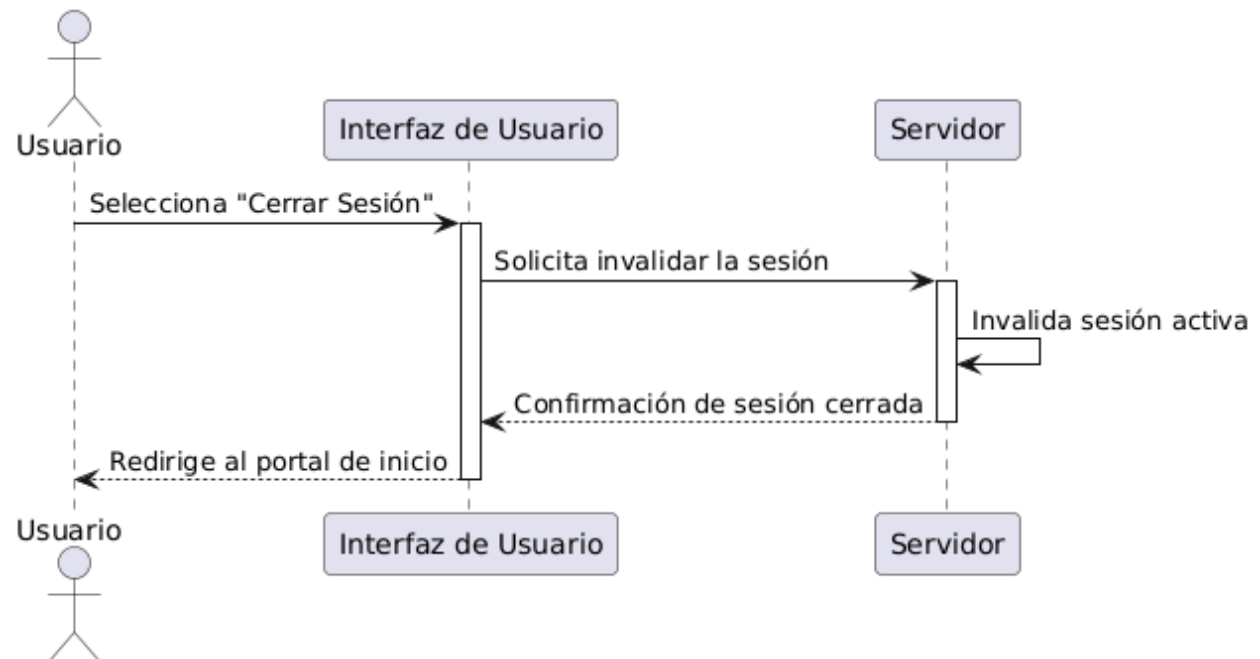 Usuario
Interfaz de Usuario
Servidor
Selecciona "Cerrar Sesión"
Solicita invalidar la sesión
Invalida sesión activa
Confirmación de sesión cerrada
Redirige al portal de inicio
Usuario
Interfaz de Usuario
Servidor